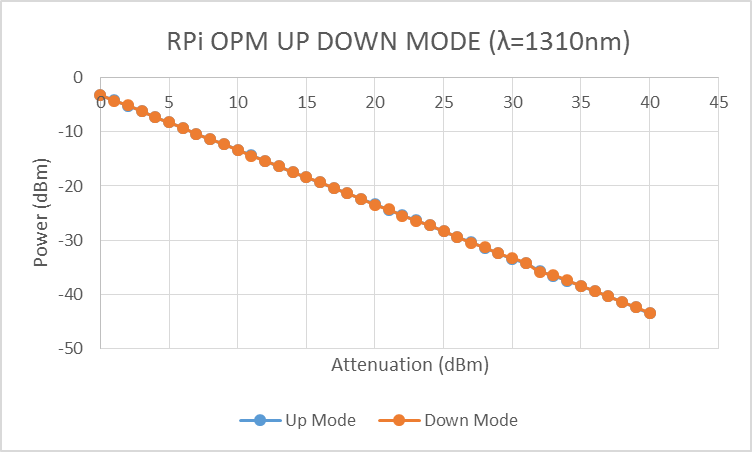 RPi OPM UP DOWN MODE (λ=1310nm)
0
0 5 10 15 20 25 30 35 40 45
-10
-20
-30
-40
-50
Power (dBm)
Attenuation (dBm)
Up Mode Down Mode